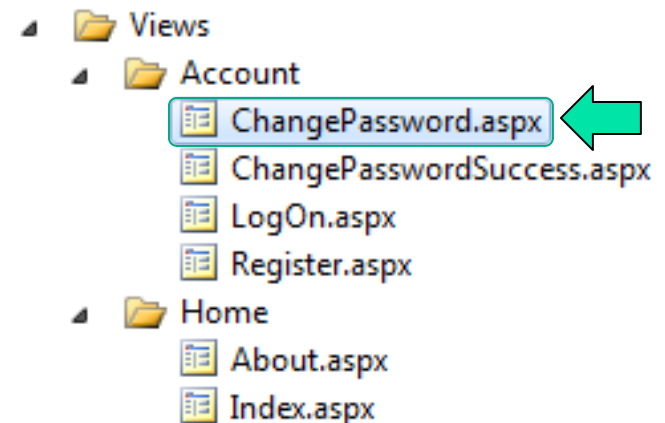 Views
Account
ChangePassword.aspx
ChangePasswordSuccess.aspx
LogOn.aspx
Register.aspx
Home
About.aspx
Index.aspx